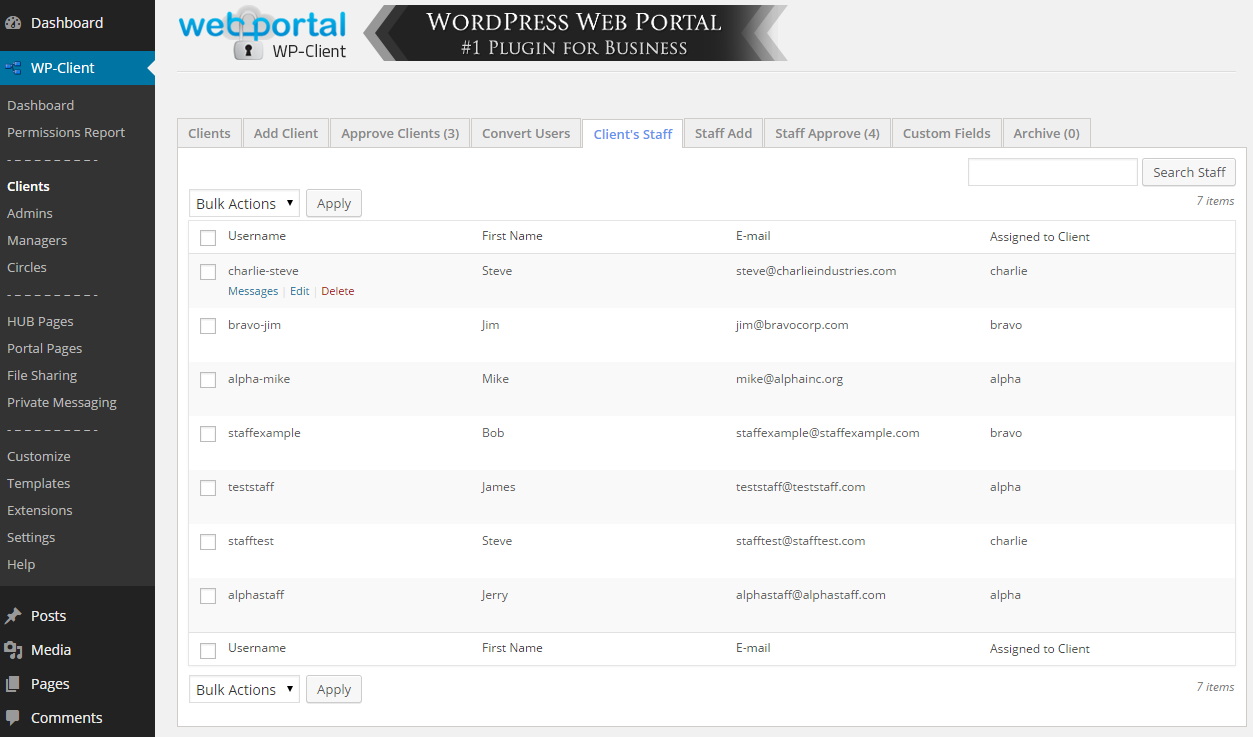 Dashboard
WP-Client
Dashboard
Permissions Report
- - - - - - - - - -
Clients
Admins
Managers
Circles
- - - - - - - - - -
HUB Pages
Portal Pages
File Sharing
Private Messaging
- - - - - - - - - -
Customize
Templates
Extensions
Settings
Help
Posts
Media
Pages
Comments
web portal
WP-Client
WordPress Web Portal
#1 Plugin for Business
Clients Add Client Approve Clients (3) Convert Users Client's Staff Staff Add Staff Approve (4) Custom Fields Archive (0)
Search Staff
Bulk Actions Apply 7 items
Username First Name E-mail Assigned to Client
charlie-steve Steve steve@charlieindustries.com charlie
Messages | Edit | Delete
bravo-jim Jim jim@bravocorp.com bravo
alpha-mike Mike mike@alphainc.org alpha
staffexample Bob staffexample@staffexample.com bravo
teststaff James teststaff@teststaff.com alpha
stafftest Steve stafftest@stafftest.com charlie
alphastaff Jerry alphastaff@alphastaff.com alpha
Username First Name E-mail Assigned to Client
Bulk Actions Apply 7 items